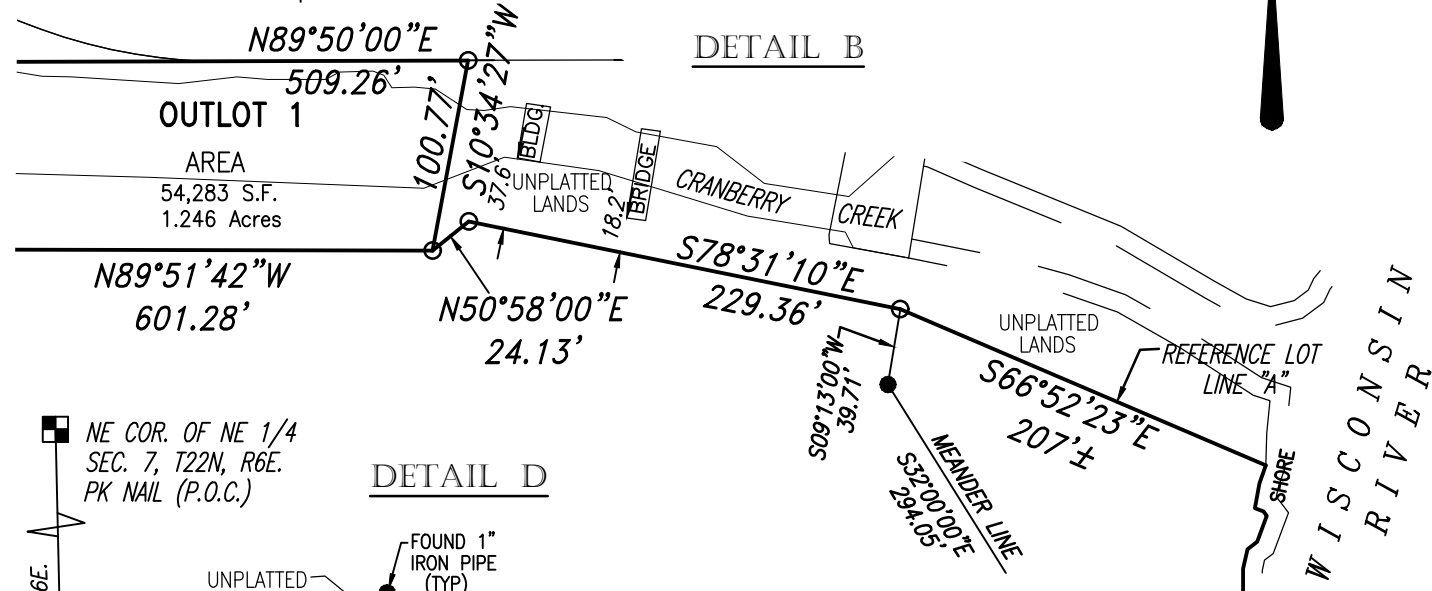 DETAIL B
N89°50'00"E
509.26'
OUTLOT 1
AREA
54,283 S.F.
1.246 Acres
100.77'
S10°34'27"W
N89°51'42"W
601.28'
N50°58'00"E
24.13'
37.6'
BLDG.
UNPLATTED
LANDS
18.2'
BRIDGE
CRANBERRY
CREEK
S78°31'10"E
229.36'
S09°13'00"W
39.71'
MEANDER LINE
S32°00'00"E
294.05'
UNPLATTED
LANDS
REFERENCE LOT
LINE "A"
S66°52'23"E
207'±
SHORE
WISCONSIN
RIVER
NE COR. OF NE 1/4
SEC. 7, T22N, R6E.
PK NAIL (P.O.C.)
6E.
DETAIL D
FOUND 1"
IRON PIPE
(TYP)
UNPLATTED